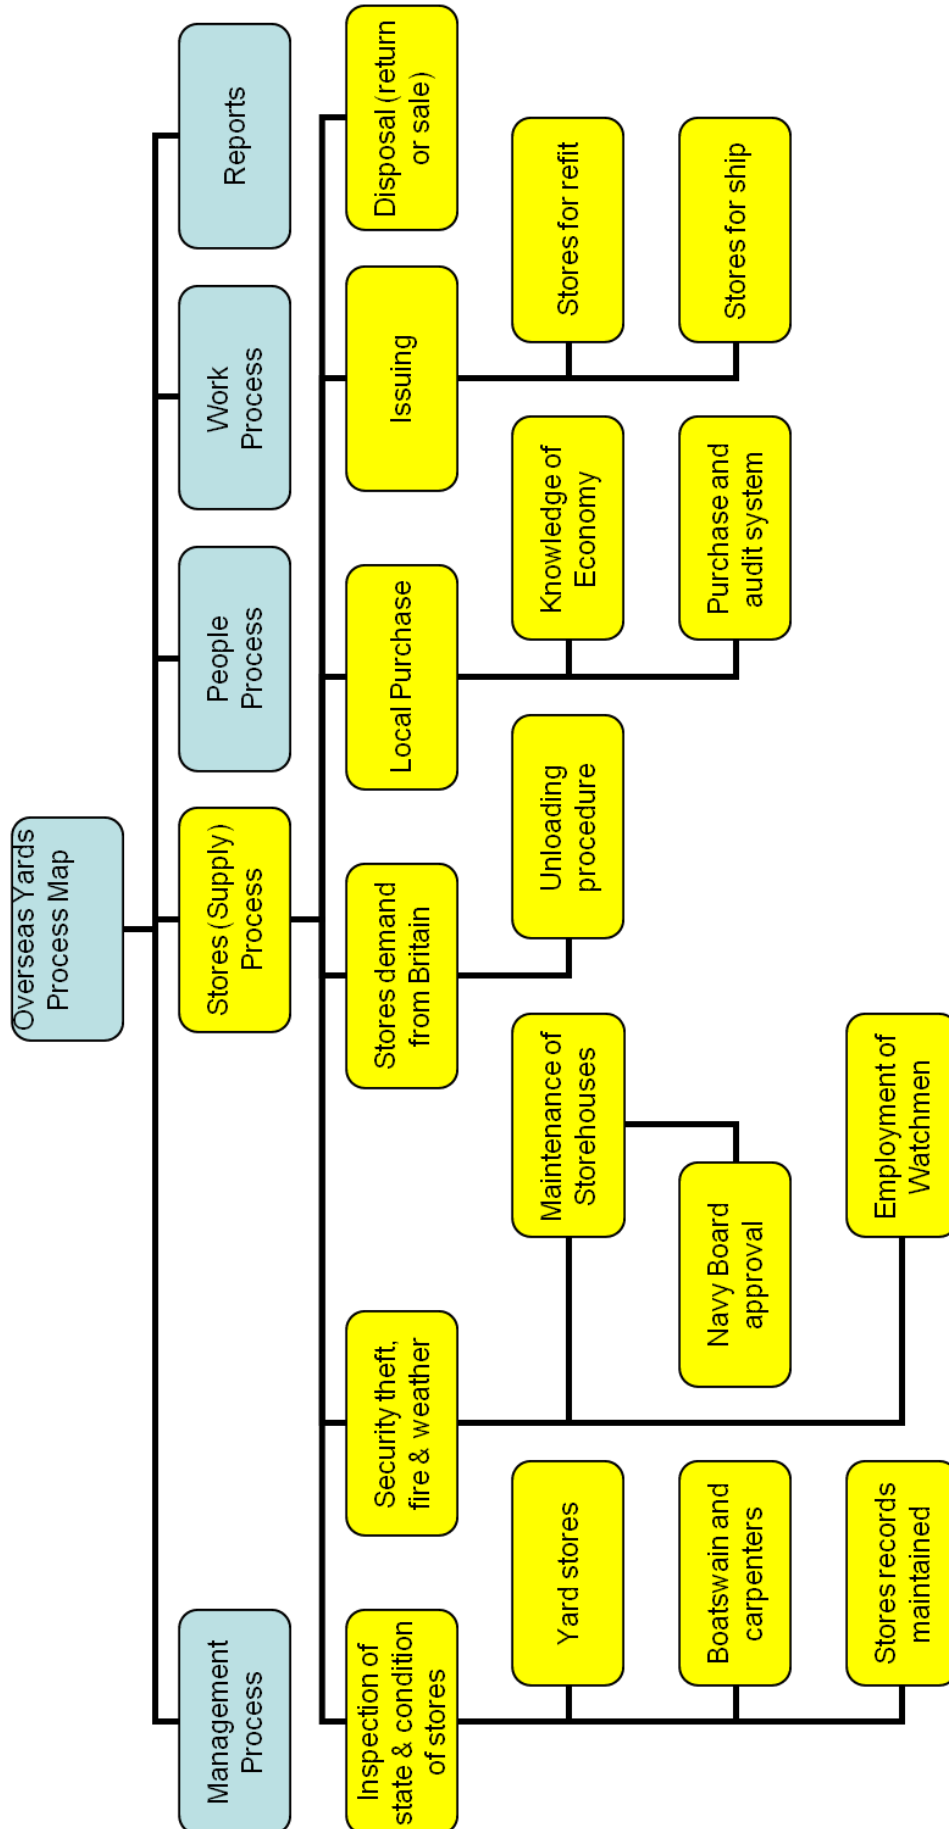 Overseas Yards
Process Map
Management
Process
Stores (Supply)
Process
People
Process
Work
Process
Reports
Inspection of
state & condition
of stores
Security theft,
fire & weather
Stores demand
from Britain
Local Purchase
Issuing
Disposal (return
or sale)
Yard stores
Maintenance of
Storehouses
Unloading
procedure
Knowledge of
Economy
Stores for refit
Boatswain and
carpenters
Navy Board
approval
Purchase and
audit system
Stores for ship
Stores records
maintained
Employment of
Watchmen